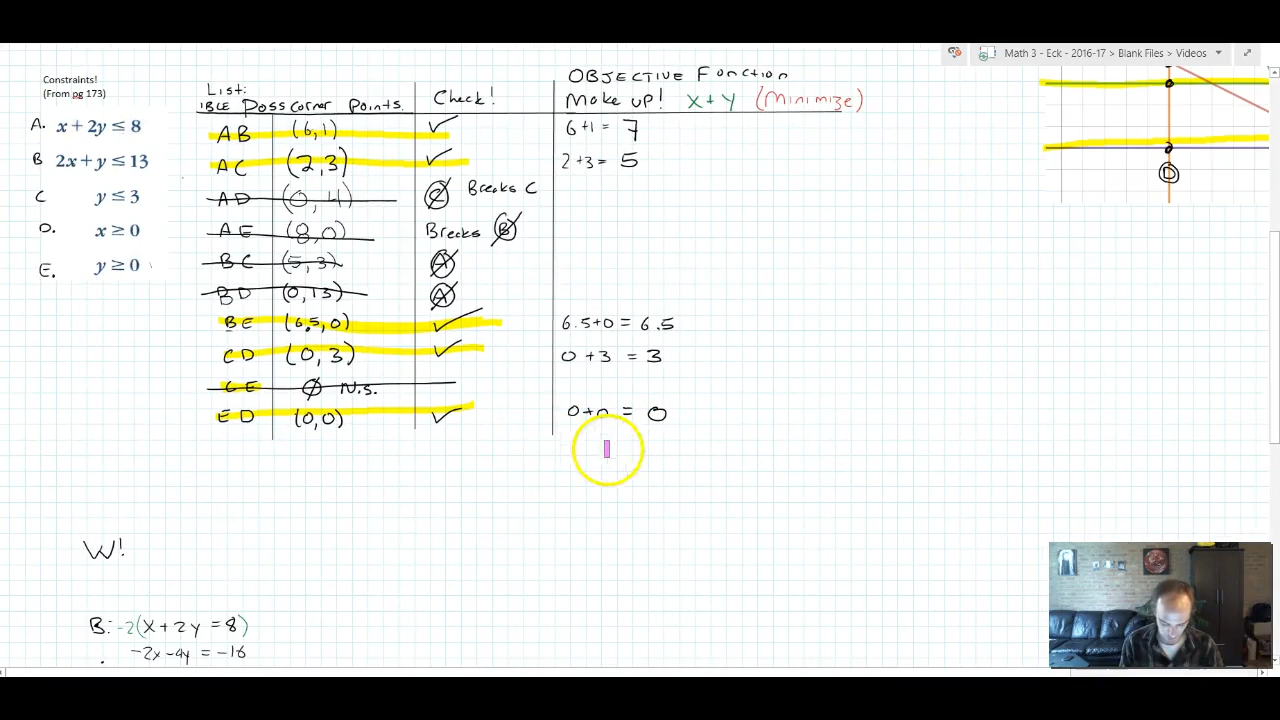 Math 3 - Eck - 2016-17 > Blank Files > Videos
Constraints!
(From pg 173)
A. x + 2y ≤ 8
B 2x + y ≤ 13
C y ≤ 3
D. x ≥ 0
E. y ≥ 0
List:
IBLE Poss corner Points.
Check!
OBJECTIVE Function
Make up! x + y (Minimize)
AB (6,1) ✓ 6+1 = 7
AC (2,3) ✓ 2+3 = 5
AD (0,4) C Breaks C
AE (8,0) Breaks B
BC (5,3) A
BD (0,13) A
BE (6.5,0) ✓ 6.5+0 = 6.5
CD (0,3) ✓ 0+3 = 3
CE ∅ N.S.
ED (0,0) ✓ 0+0 = 0
D
W!
B: -2(x+2y = 8)
-2x-4y = -16